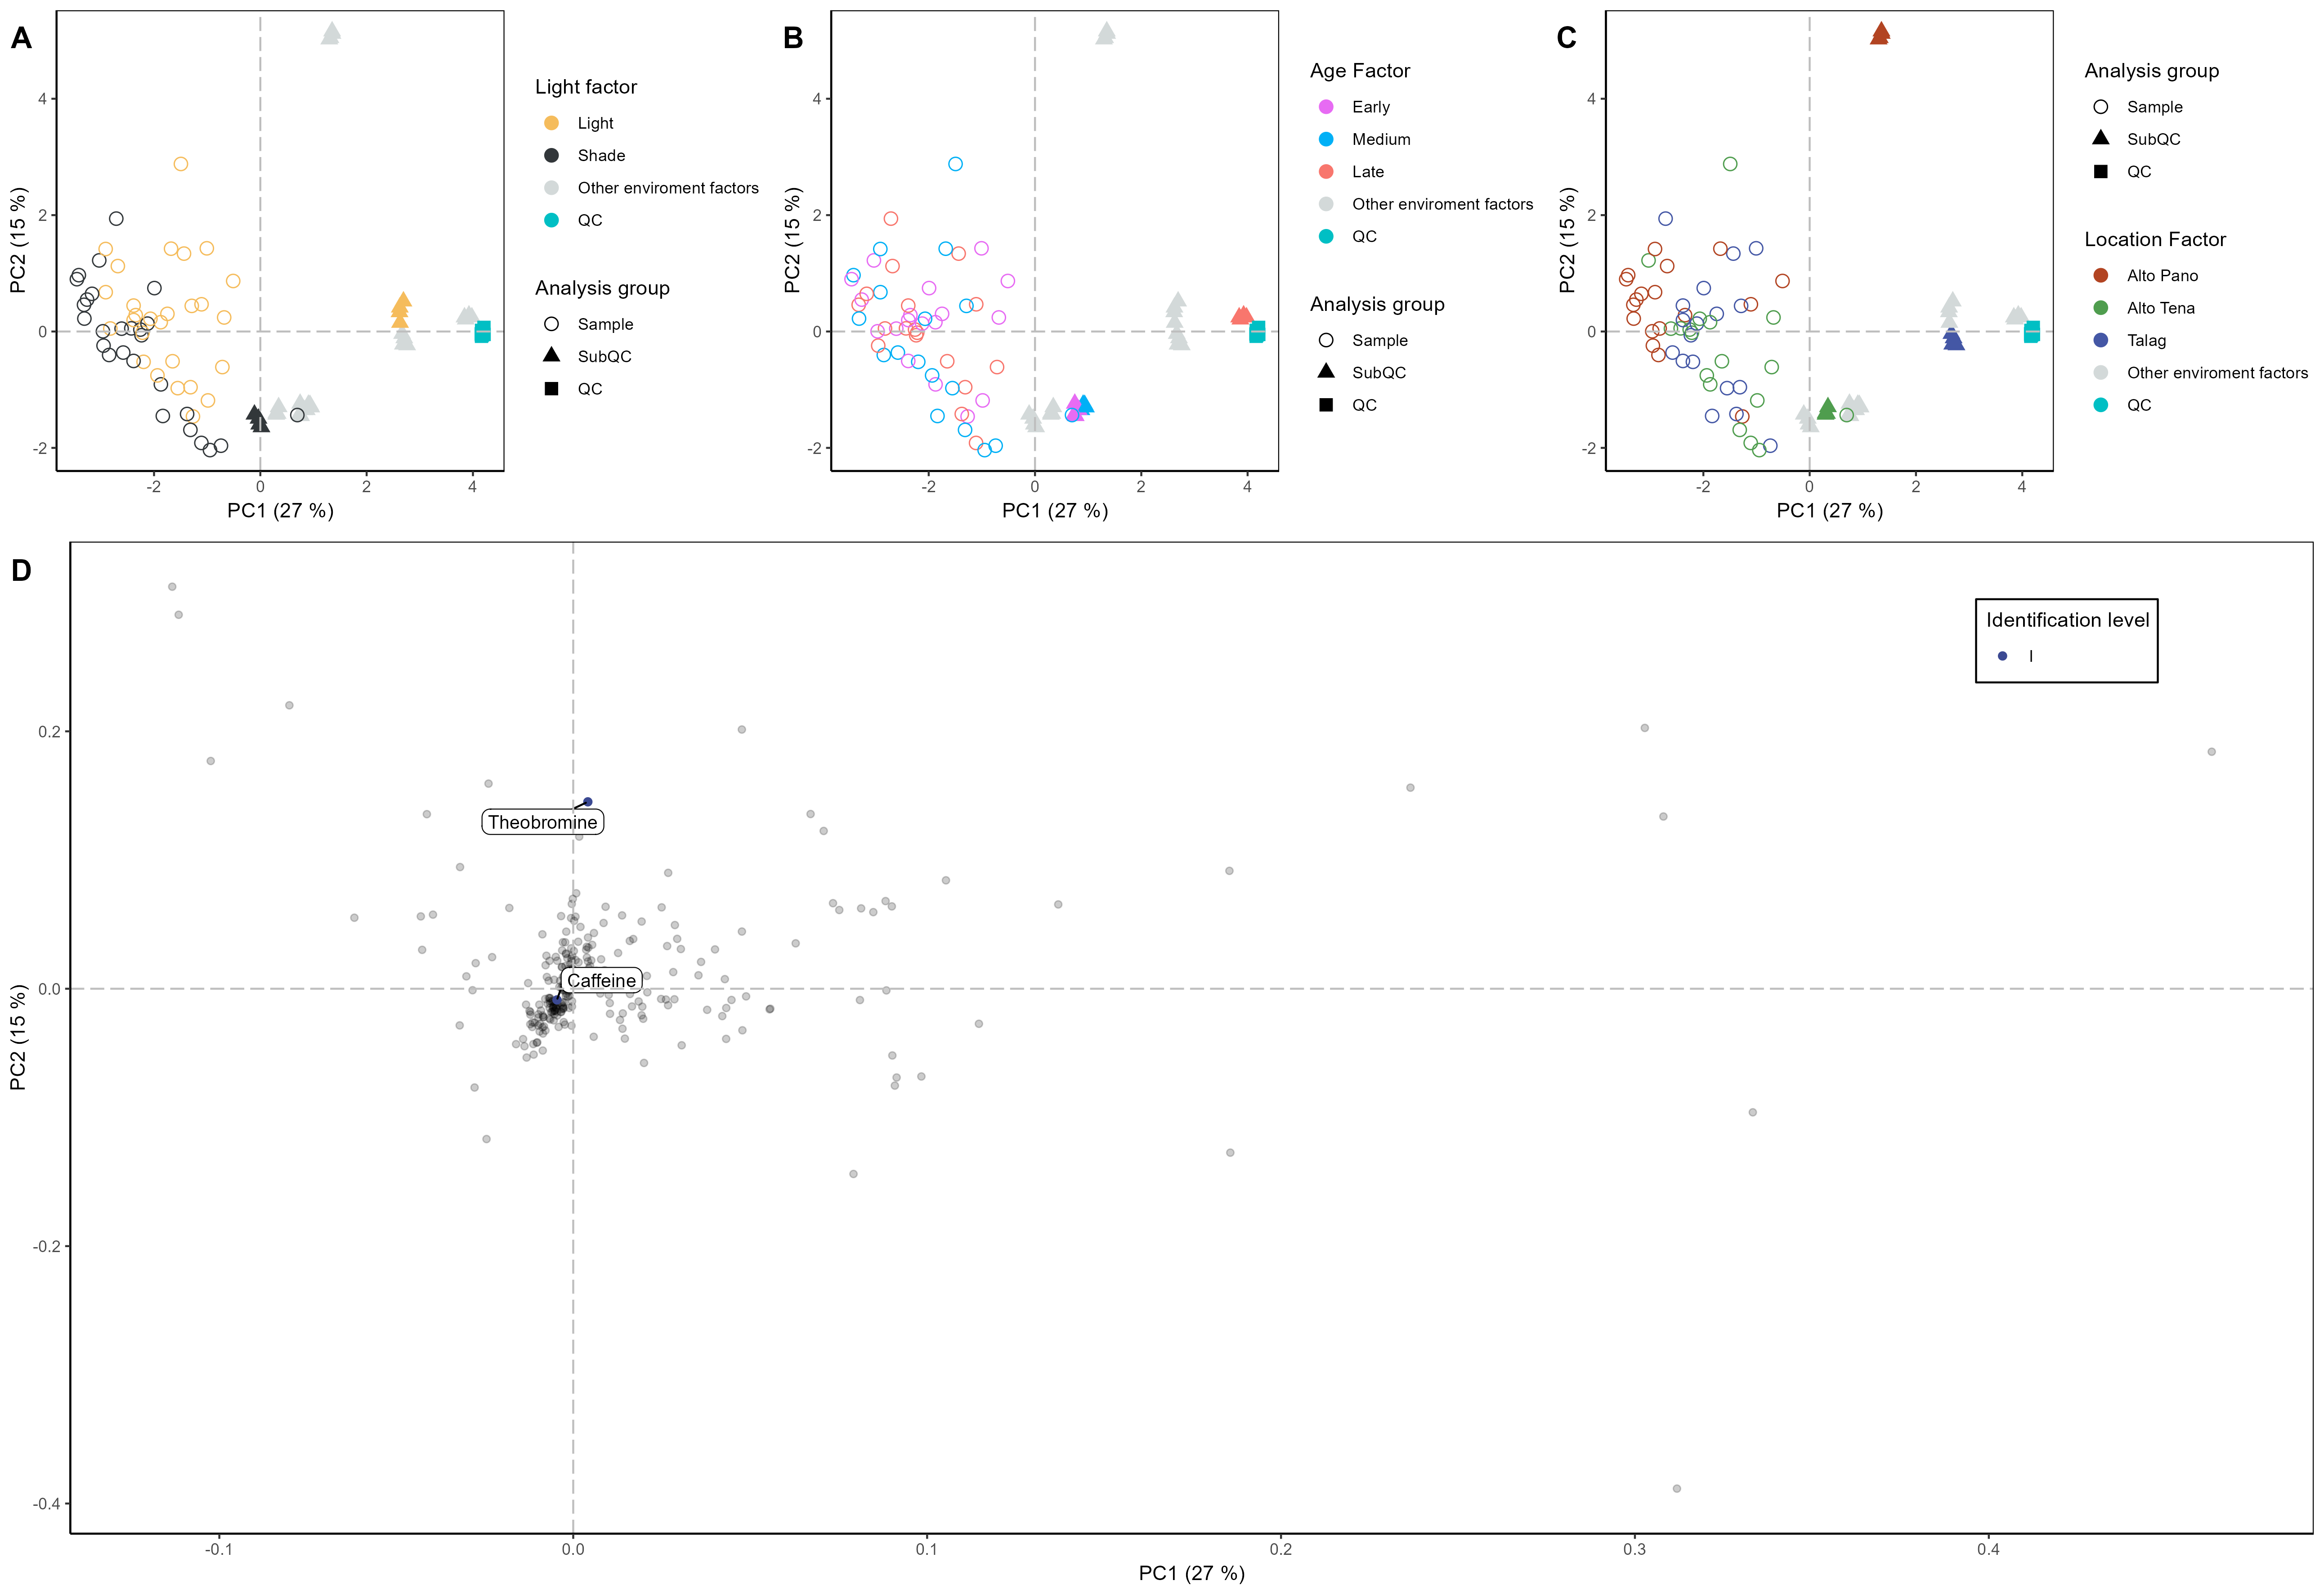 A
PC2 (15 %)
4
2
0
-2
-2
0
2
4
PC1 (27 %)
Light factor
Light
Shade
Other enviroment factors
QC
Analysis group
Sample
SubQC
QC
B
PC2 (15 %)
4
2
0
-2
-2
0
2
4
PC1 (27 %)
Age Factor
Early
Medium
Late
Other enviroment factors
QC
Analysis group
Sample
SubQC
QC
C
PC2 (15 %)
4
2
0
-2
-2
0
2
4
PC1 (27 %)
Analysis group
Sample
SubQC
QC
Location Factor
Alto Pano
Alto Tena
Talag
Other enviroment factors
QC
D
PC2 (15 %)
0.2
0.0
-0.2
-0.4
Theobromine
Caffeine
Identification level
I
-0.1
0.0
0.1
0.2
0.3
0.4
PC1 (27 %)